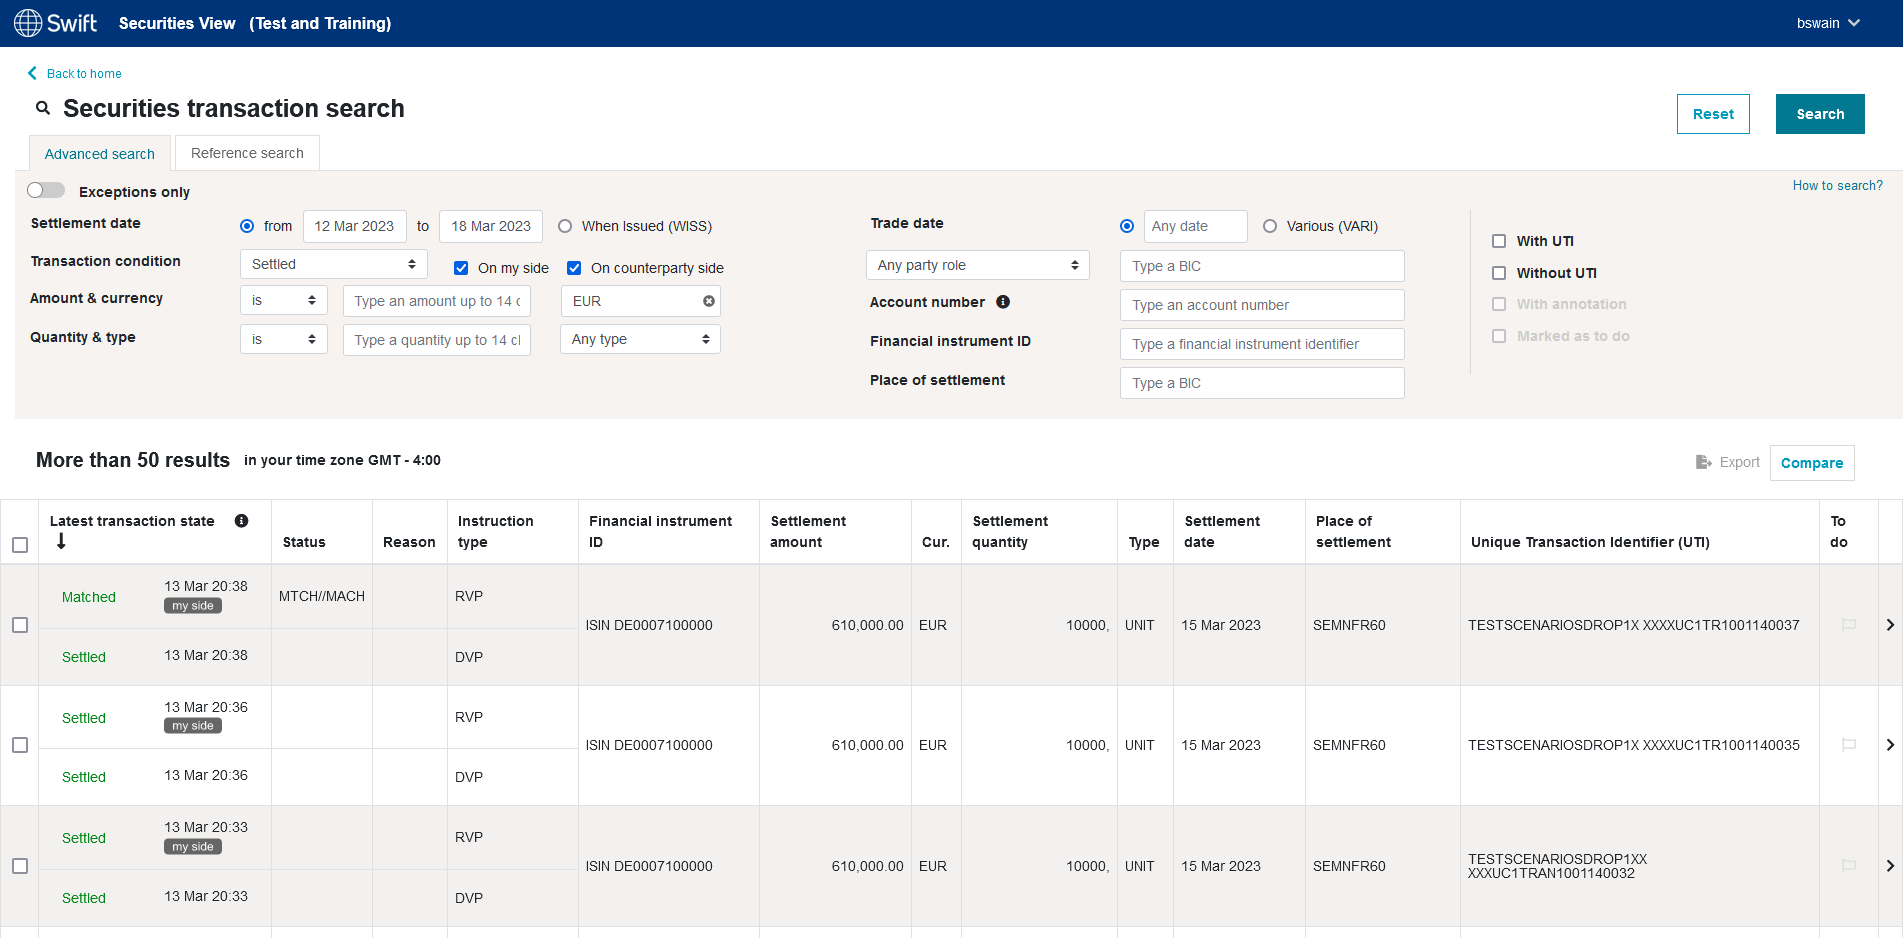 Swift Securities View (Test and Training) bswain
Back to home
Securities transaction search
Reset Search
Advanced search Reference search
Exceptions only How to search?
Settlement date from 12 Mar 2023 to 18 Mar 2023 When Issued (WISS) Trade date Any date Various (VARI)
With UTI
Transaction condition Settled On my side On counterparty side Any party role Type a BIC
Without UTI
Amount & currency is Type an amount up to 14 c EUR Account number Type an account number With annotation
Quantity & type is Type a quantity up to 14 cl Any type Financial instrument ID Type a financial instrument identifier Marked as to do
Place of settlement Type a BIC
More than 50 results in your time zone GMT - 4:00 Export Compare
Latest transaction state Status Reason Instruction type Financial instrument ID Settlement amount Cur. Settlement quantity Type Settlement date Place of settlement Unique Transaction Identifier (UTI) To do
Matched 13 Mar 20:38 my side MTCH//MACH RVP
ISIN DE0007100000 610,000.00 EUR 10000, UNIT 15 Mar 2023 SEMNFR60 TESTSCENARIOSDROP1X XXXXUC1TR1001140037
Settled 13 Mar 20:38 DVP
Settled 13 Mar 20:36 my side RVP
ISIN DE0007100000 610,000.00 EUR 10000, UNIT 15 Mar 2023 SEMNFR60 TESTSCENARIOSDROP1X XXXXUC1TR1001140035
Settled 13 Mar 20:36 DVP
Settled 13 Mar 20:33 my side RVP
ISIN DE0007100000 610,000.00 EUR 10000, UNIT 15 Mar 2023 SEMNFR60 TESTSCENARIOSDROP1XX XXXUC1TRAN1001140032
Settled 13 Mar 20:33 DVP